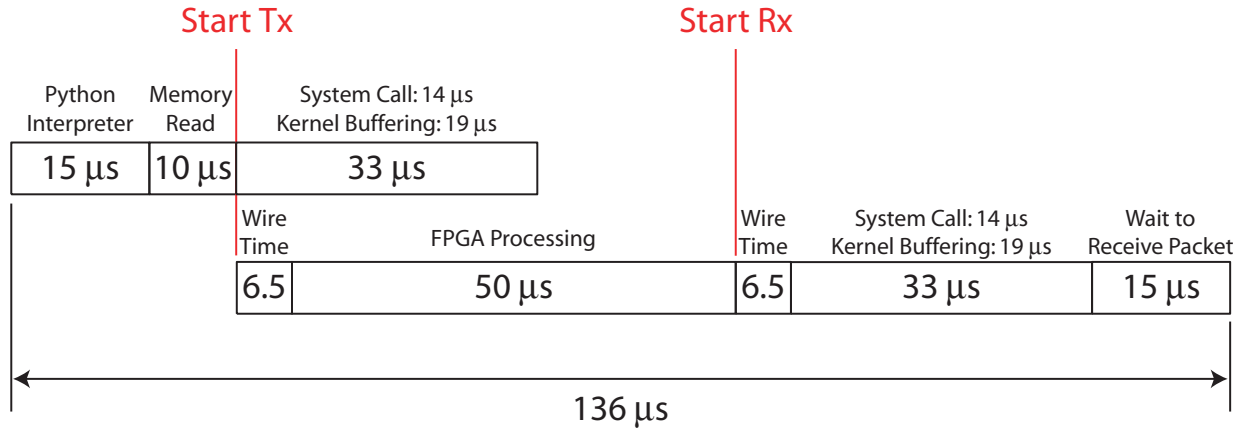 Start Tx
Start Rx
Python
Interpreter
Memory
Read
System Call: 14 μs
Kernel Buffering: 19 μs
15 μs
10 μs
33 μs
Wire
Time
FPGA Processing
Wire
Time
System Call: 14 μs
Kernel Buffering: 19 μs
Wait to
Receive Packet
6.5
50 μs
6.5
33 μs
15 μs
136 μs